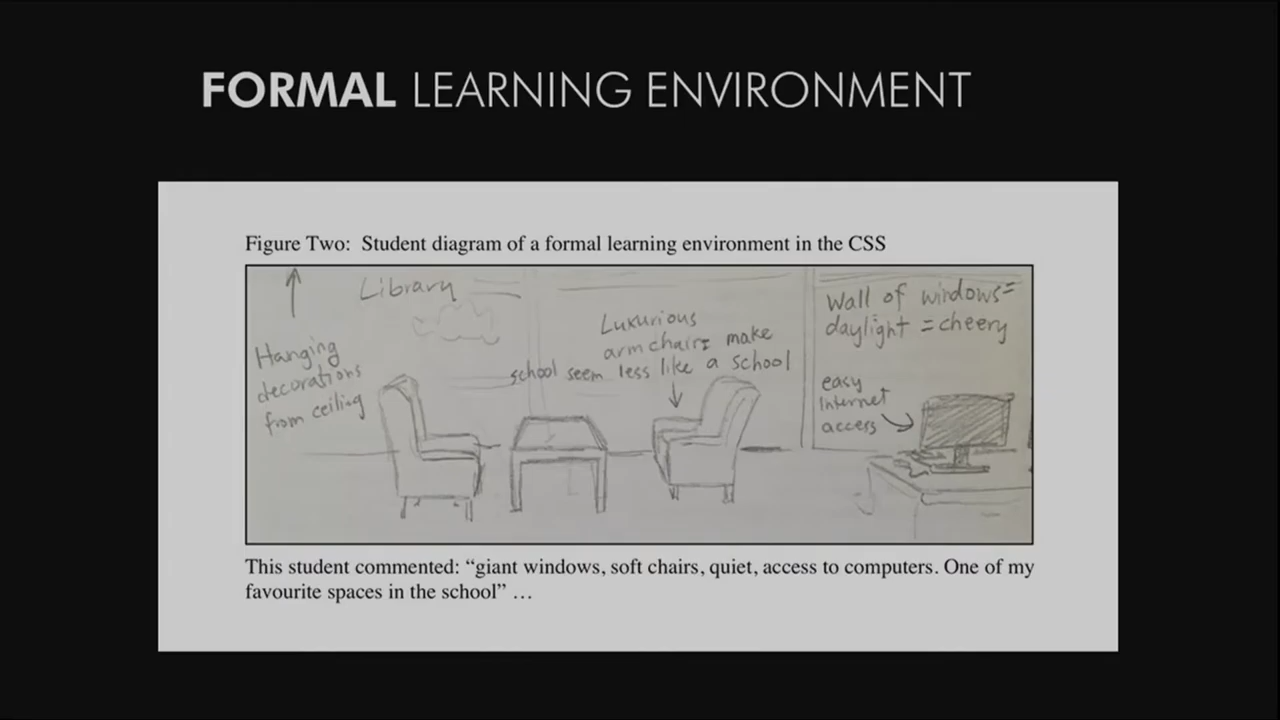 FORMAL LEARNING ENVIRONMENT
Figure Two: Student diagram of a formal learning environment in the CSS
Library
Hanging
decorations
from ceiling
Luxurious
armchairs make
school seem less like a school
Wall of windows =
daylight = cheery
easy
Internet
access
This student commented: “giant windows, soft chairs, quiet, access to computers. One of my
favourite spaces in the school” …